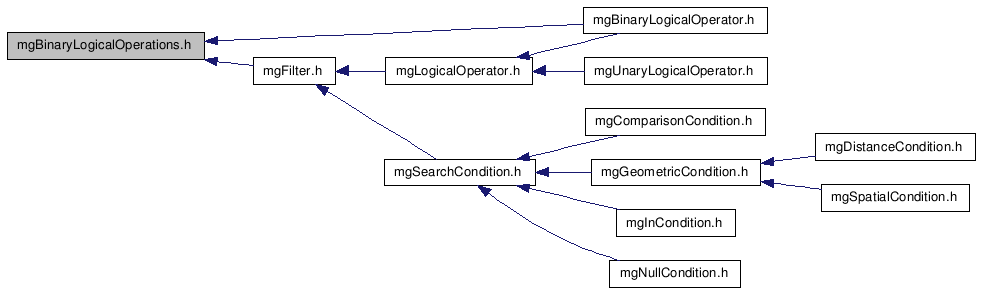 mgBinaryLogicalOperations.h
mgBinaryLogicalOperator.h
mgFilter.h
mgLogicalOperator.h
mgUnaryLogicalOperator.h
mgSearchCondition.h
mgComparisonCondition.h
mgGeometricCondition.h
mgDistanceCondition.h
mgSpatialCondition.h
mgInCondition.h
mgNullCondition.h